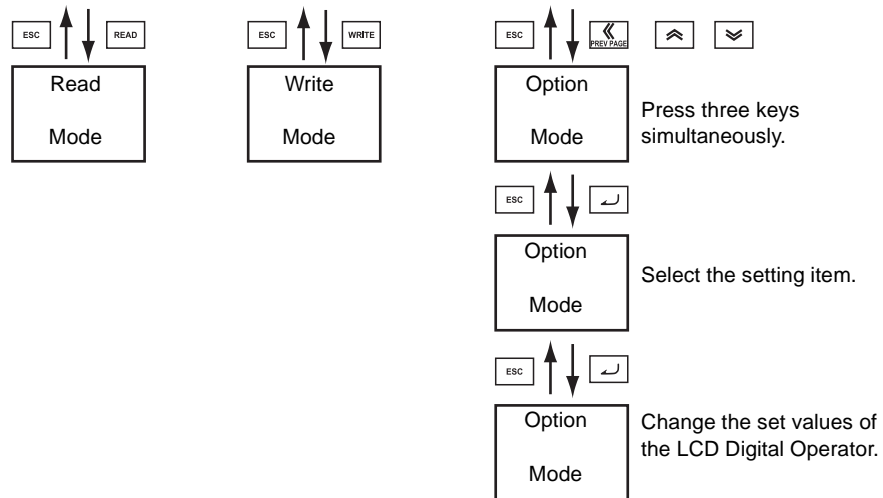 ESC READ ESC WRITE ESC PREV PAGE
Read Write Option
Mode Mode Mode
Press three keys
simultaneously.
ESC
Option
Mode
Select the setting item.
ESC
Option
Mode
Change the set values of
the LCD Digital Operator.